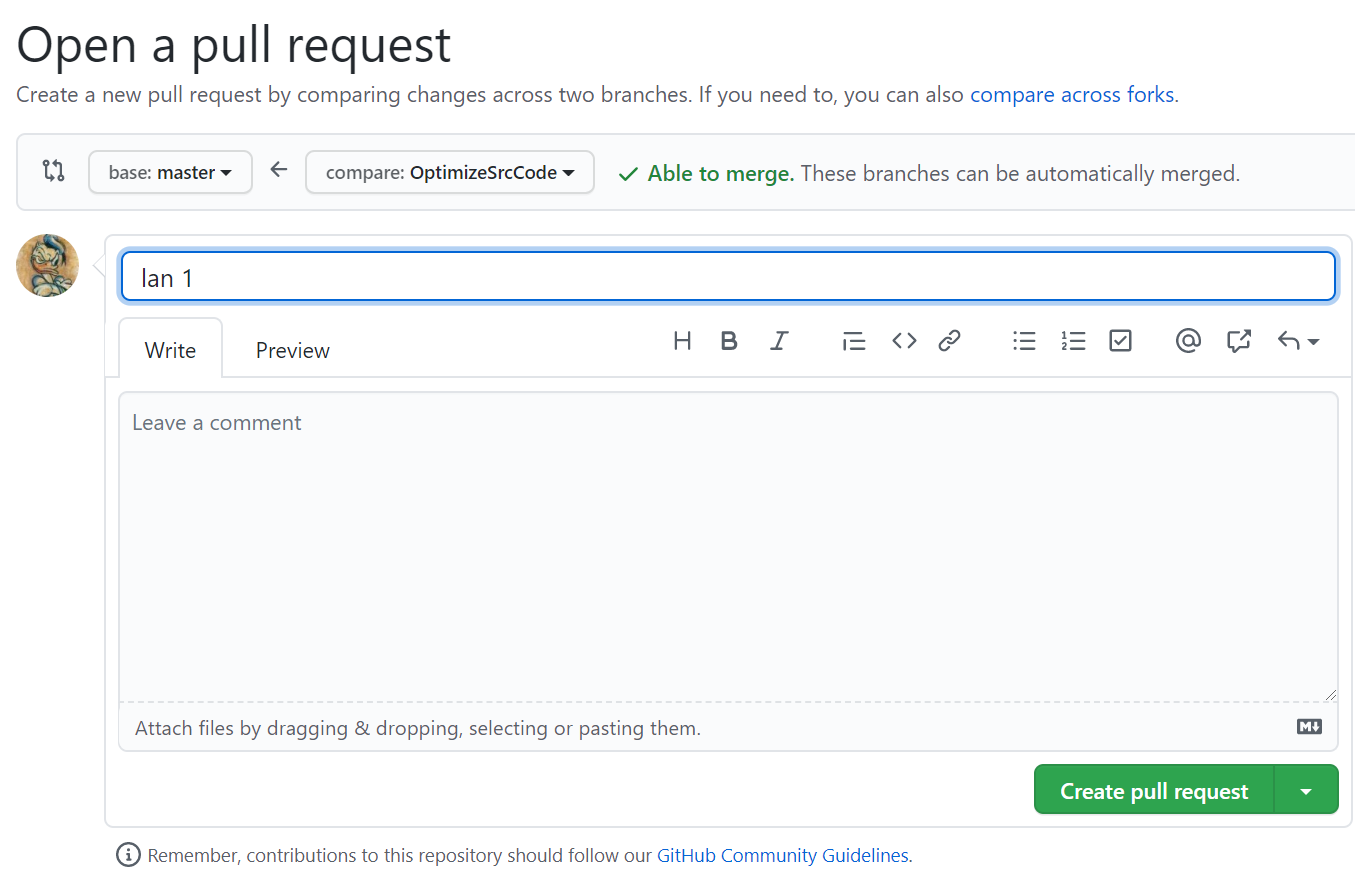 Open a pull request
Create a new pull request by comparing changes across two branches. If you need to, you can also compare across forks.
base: master ← compare: OptimizeSrcCode ✓ Able to merge. These branches can be automatically merged.
lan 1
Write Preview
Leave a comment
Attach files by dragging & dropping, selecting or pasting them.
Create pull request
Remember, contributions to this repository should follow our GitHub Community Guidelines.